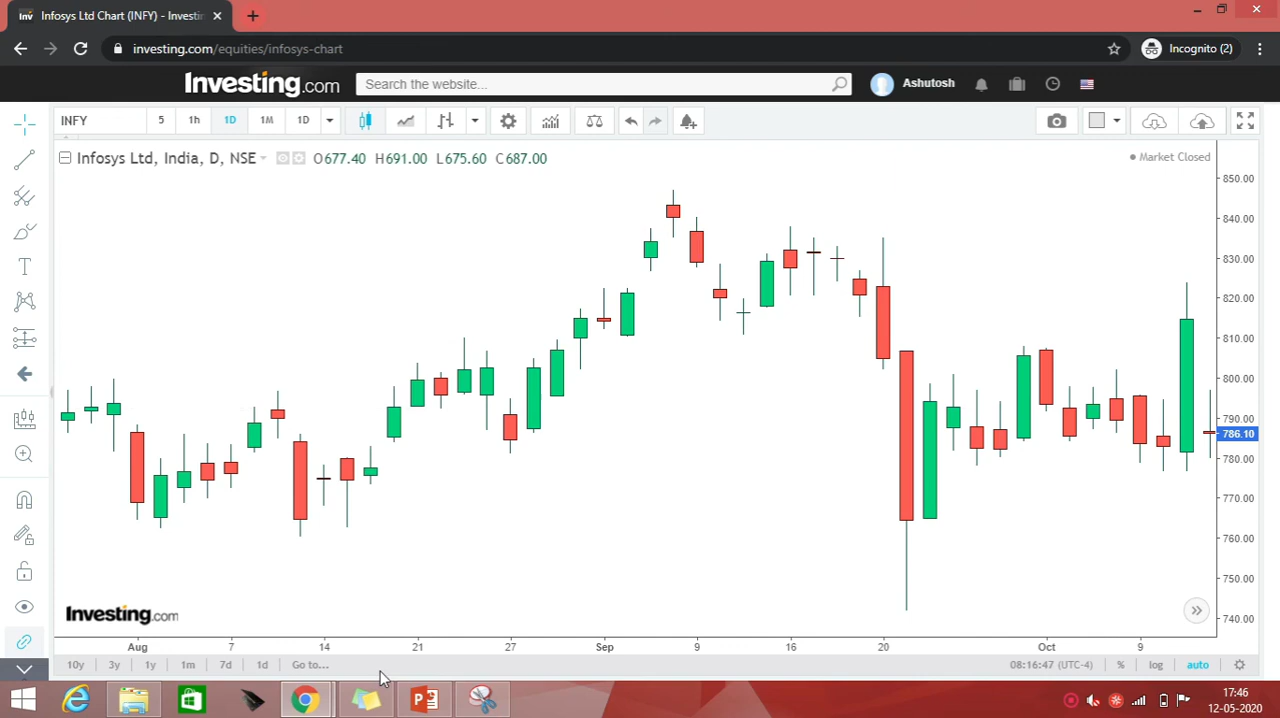 inv Infosys Ltd Chart (INFY) - Investin
investing.com/equities/infosys-chart
Incognito (2)
Investing.com
Search the website...
Ashutosh
INFY 5 1h 1D 1M 1D
Infosys Ltd, India, D, NSE O677.40 H691.00 L675.60 C687.00
Market Closed
850.00
840.00
830.00
820.00
810.00
800.00
790.00
786.10
780.00
770.00
760.00
750.00
740.00
Investing.com
Aug 7 14 21 27 Sep 9 16 20 Oct 9
10y 3y 1y 1m 7d 1d Go to... 08:16:47 (UTC-4) % log auto
17:46
12-05-2020